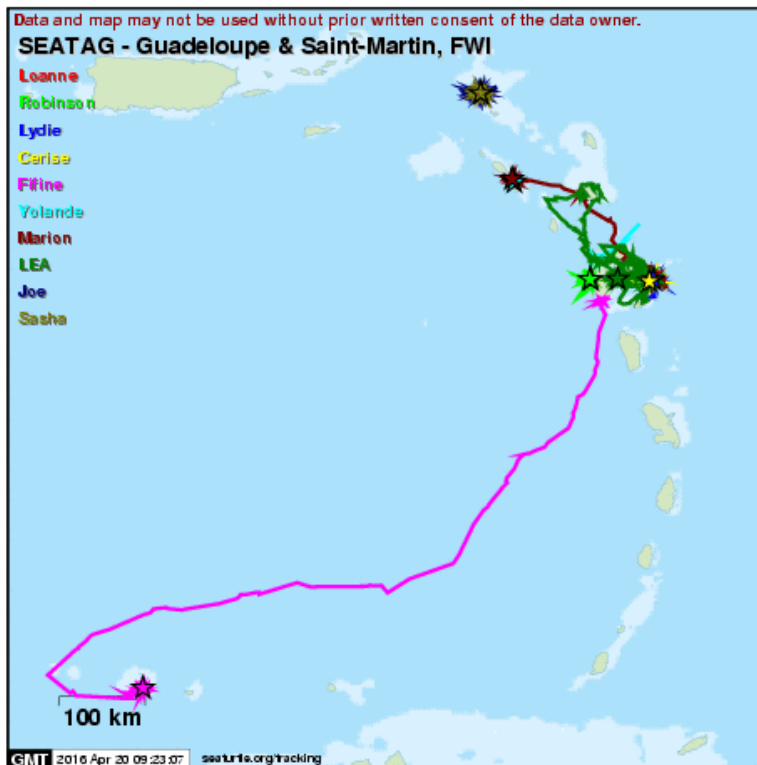 Data and map may not be used without prior written consent of the data owner.
SEATAG - Guadeloupe & Saint-Martin, FWI
Loanne
Robinson
Lydie
Cerise
Fifine
Yolande
Marion
LEA
Joe
Sasha
100 km
GMT 2016 Apr 20 09:23:07 seaturtle.org/tracking